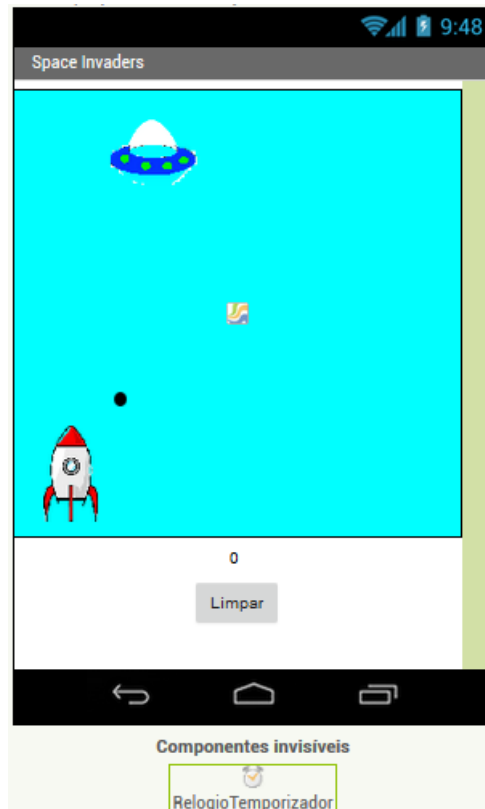 9:48
Space Invaders
0
Limpar
Componentes invisíveis
RelogioTemporizador